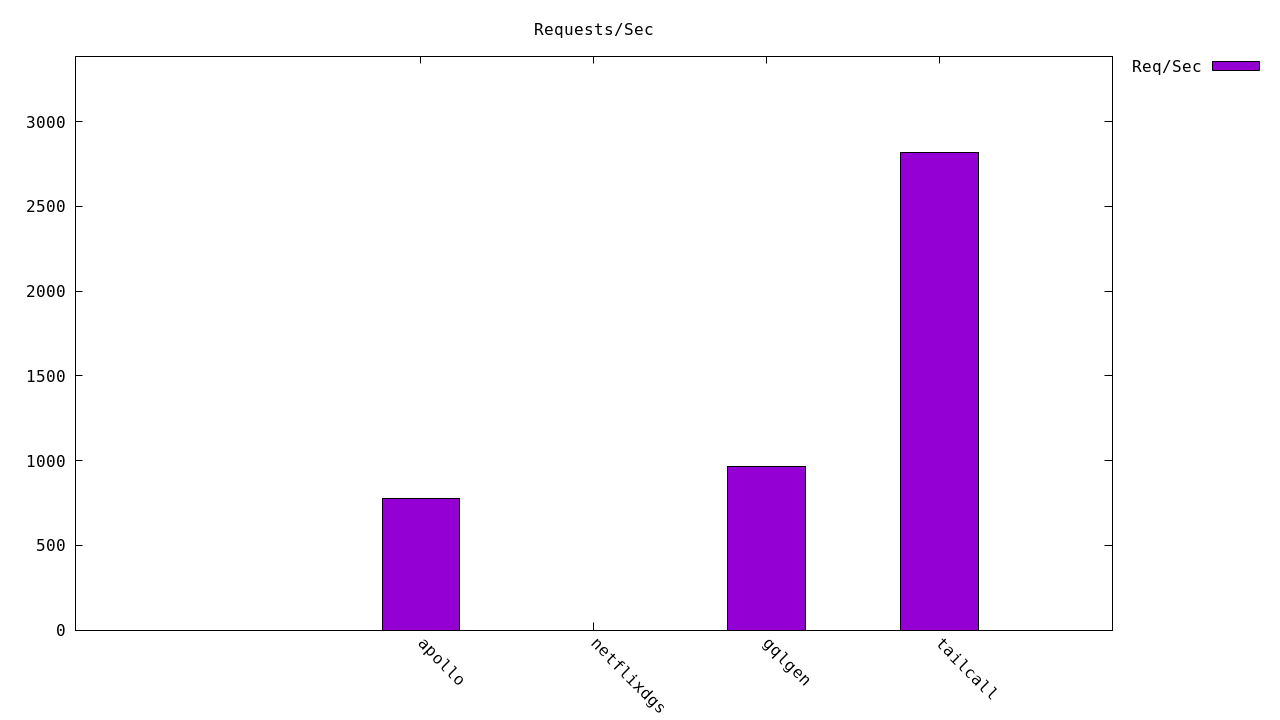 Requests/Sec
Req/Sec
3000
2500
2000
1500
1000
500
0
apollo
netflixdgs
gqlgen
tailcall